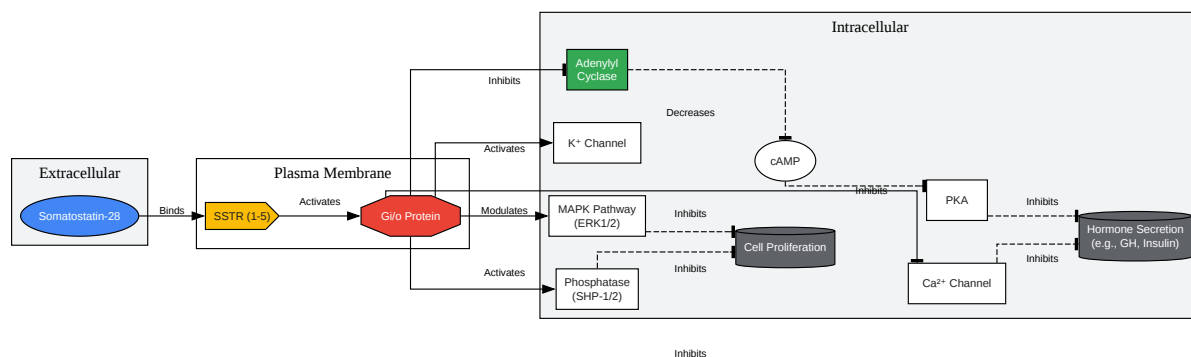 Intracellular
Adenylyl
Cyclase
Inhibits
Decreases
K⁺ Channel
Activates
cAMP
Extracellular
Plasma Membrane
Inhibits
Somatostatin-28
Binds
SSTR (1-5)
Activates
Gi/o Protein
Modulates
MAPK Pathway
(ERK1/2)
Inhibits
PKA
Inhibits
Hormone Secretion
(e.g., GH, Insulin)
Cell Proliferation
Inhibits
Activates
Phosphatase
(SHP-1/2)
Inhibits
Ca²⁺ Channel
Inhibits